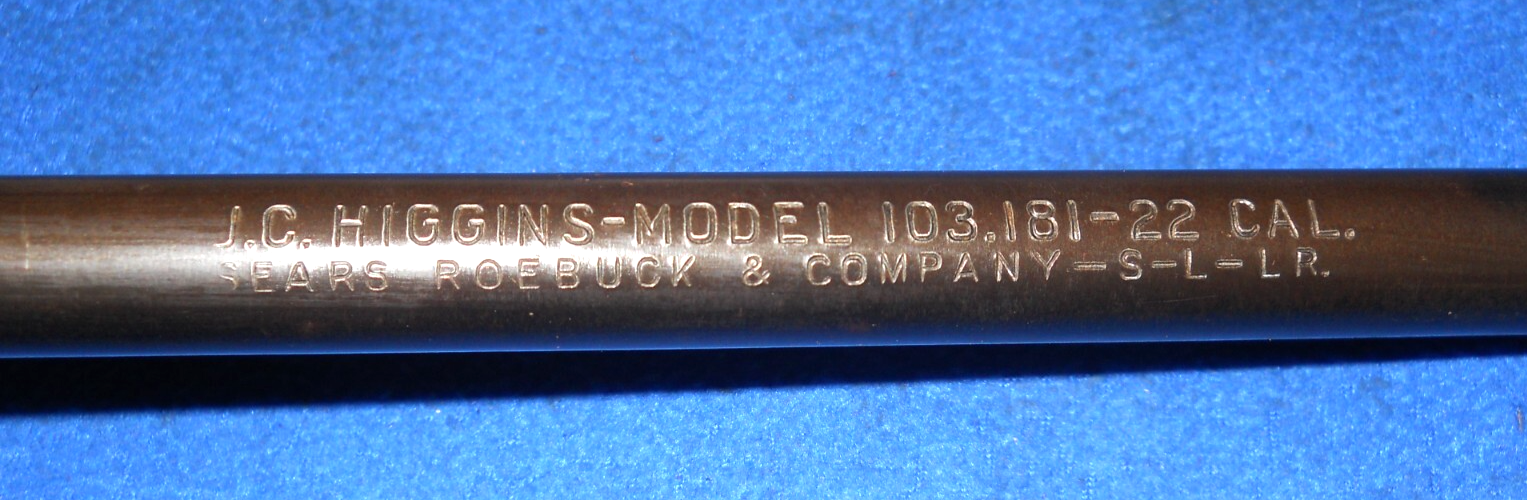 J.C. HIGGINS-MODEL 103.181-22 CAL.
SEARS ROEBUCK & COMPANY-S-L-LR.